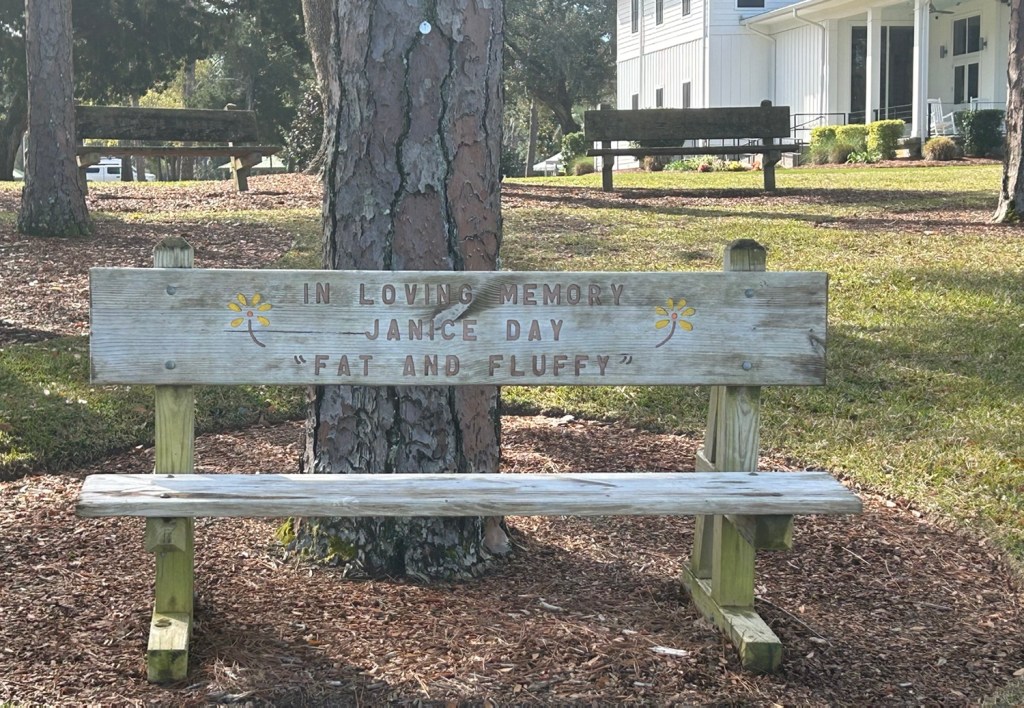 IN LOVING MEMORY
JANICE DAY
“FAT AND FLUFFY”